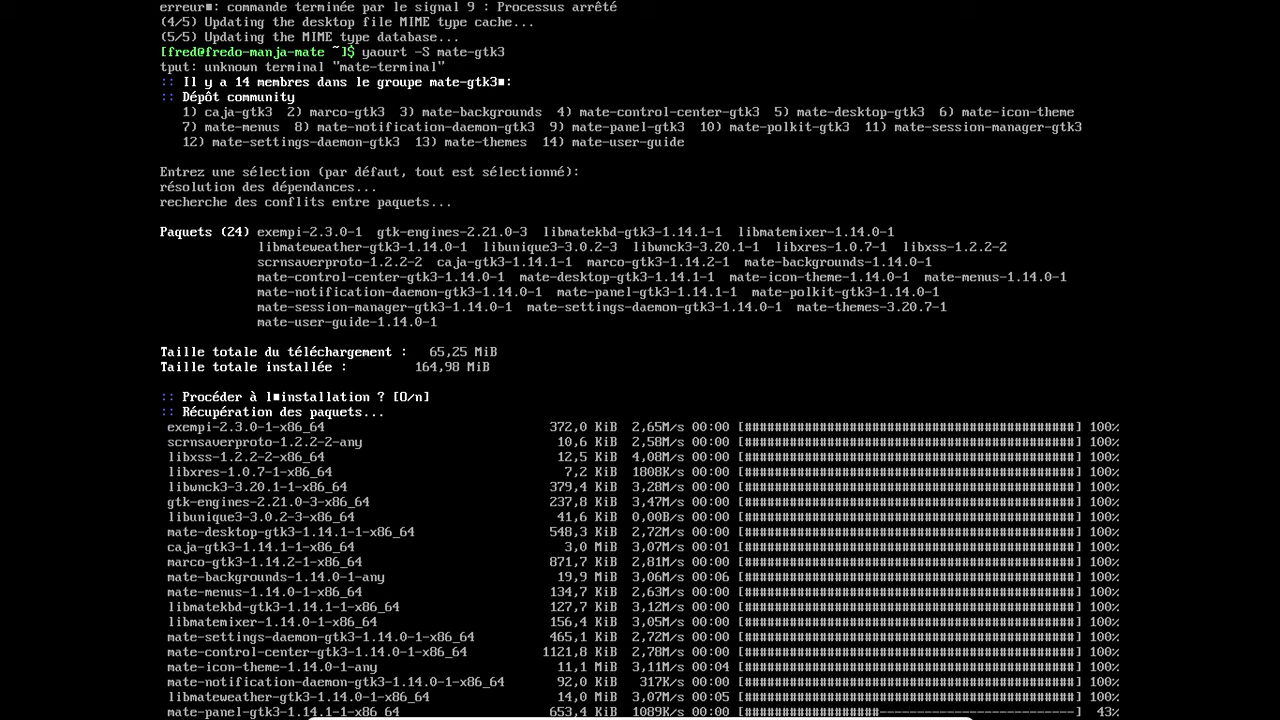 erreur■: commande terminée par le signal 9 : Processus arrêté
(4/5) Updating the desktop file MIME type cache...
(5/5) Updating the MIME type database...
[fred@fredo-manja-mate ~]$ yaourt -S mate-gtk3
tput: unknown terminal "mate-terminal"
:: Il y a 14 membres dans le groupe mate-gtk3■:
:: Dépôt community
1) caja-gtk3 2) marco-gtk3 3) mate-backgrounds 4) mate-control-center-gtk3 5) mate-desktop-gtk3 6) mate-icon-theme
7) mate-menus 8) mate-notification-daemon-gtk3 9) mate-panel-gtk3 10) mate-polkit-gtk3 11) mate-session-manager-gtk3
12) mate-settings-daemon-gtk3 13) mate-themes 14) mate-user-guide
Entrez une sélection (par défaut, tout est sélectionné):
résolution des dépendances...
recherche des conflits entre paquets...
Paquets (24) exempi-2.3.0-1 gtk-engines-2.21.0-3 libmatekbd-gtk3-1.14.1-1 libmatemixer-1.14.0-1
libmateweather-gtk3-1.14.0-1 libunique3-3.0.2-3 libwnck3-3.20.1-1 libxres-1.0.7-1 libxss-1.2.2-2
scrnsaverproto-1.2.2-2 caja-gtk3-1.14.1-1 marco-gtk3-1.14.2-1 mate-backgrounds-1.14.0-1
mate-control-center-gtk3-1.14.0-1 mate-desktop-gtk3-1.14.1-1 mate-icon-theme-1.14.0-1 mate-menus-1.14.0-1
mate-notification-daemon-gtk3-1.14.0-1 mate-panel-gtk3-1.14.1-1 mate-polkit-gtk3-1.14.0-1
mate-session-manager-gtk3-1.14.0-1 mate-settings-daemon-gtk3-1.14.0-1 mate-themes-3.20.7-1
mate-user-guide-1.14.0-1
Taille totale du téléchargement : 65,25 MiB
Taille totale installée : 164,98 MiB
:: Procéder à l■installation ? [O/n]
:: Récupération des paquets...
exempi-2.3.0-1-x86_64 372,0 KiB 2,65M/s 00:00 [############################################] 100%
scrnsaverproto-1.2.2-2-any 10,6 KiB 2,58M/s 00:00 [############################################] 100%
libxss-1.2.2-2-x86_64 12,5 KiB 4,08M/s 00:00 [############################################] 100%
libxres-1.0.7-1-x86_64 7,2 KiB 1808K/s 00:00 [############################################] 100%
libwnck3-3.20.1-1-x86_64 379,4 KiB 3,28M/s 00:00 [############################################] 100%
gtk-engines-2.21.0-3-x86_64 237,8 KiB 3,47M/s 00:00 [############################################] 100%
libunique3-3.0.2-3-x86_64 41,6 KiB 0,00B/s 00:00 [############################################] 100%
mate-desktop-gtk3-1.14.1-1-x86_64 548,3 KiB 2,72M/s 00:00 [############################################] 100%
caja-gtk3-1.14.1-1-x86_64 3,0 MiB 3,07M/s 00:01 [############################################] 100%
marco-gtk3-1.14.2-1-x86_64 871,7 KiB 2,81M/s 00:00 [############################################] 100%
mate-backgrounds-1.14.0-1-any 19,9 MiB 3,06M/s 00:06 [############################################] 100%
mate-menus-1.14.0-1-x86_64 134,7 KiB 2,63M/s 00:00 [############################################] 100%
libmatekbd-gtk3-1.14.1-1-x86_64 127,7 KiB 3,12M/s 00:00 [############################################] 100%
libmatemixer-1.14.0-1-x86_64 156,4 KiB 3,05M/s 00:00 [############################################] 100%
mate-settings-daemon-gtk3-1.14.0-1-x86_64 465,1 KiB 2,72M/s 00:00 [############################################] 100%
mate-control-center-gtk3-1.14.0-1-x86_64 1121,8 KiB 2,78M/s 00:00 [############################################] 100%
mate-icon-theme-1.14.0-1-any 11,1 MiB 3,11M/s 00:04 [############################################] 100%
mate-notification-daemon-gtk3-1.14.0-1-x86_64 92,0 KiB 317K/s 00:00 [############################################] 100%
libmateweather-gtk3-1.14.0-1-x86_64 14,0 MiB 3,07M/s 00:05 [############################################] 100%
mate-panel-gtk3-1.14.1-1-x86_64 653,4 KiB 1089K/s 00:00 [##################--------------------------] 43%